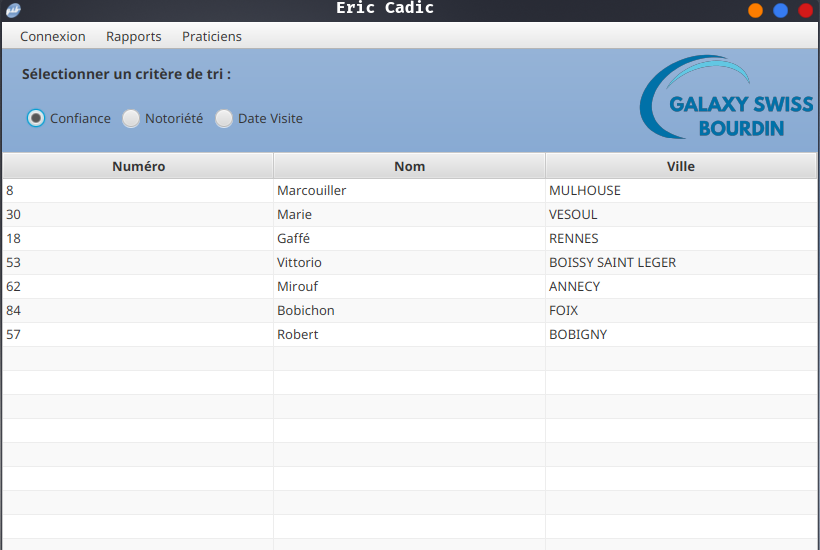 Eric Cadic
Connexion Rapports Praticiens
Sélectionner un critère de tri :
Confiance Notoriété Date Visite
GALAXY SWISS
BOURDIN
Numéro Nom Ville
8 Marcouiller MULHOUSE
30 Marie VESOUL
18 Gaffé RENNES
53 Vittorio BOISSY SAINT LEGER
62 Mirouf ANNECY
84 Bobichon FOIX
57 Robert BOBIGNY